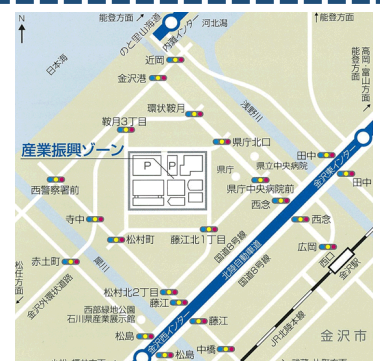 N
能登方面
河北潟
能登方面
のと里山海道
内灘インター
日本海
近岡
高岡・富山方面
能登方面
金沢港
浅野川
環状鞍月
鞍月3丁目
県庁北口
産業振興ゾーン
P P
県庁
県立中央病院
田中
金沢東インター
田中
西警察署前
県庁中央病院前
西念
寺中
西念
松村町
藤江北1丁目
国道8号線
北陸自動車道
国道8号線
広岡
西口
金沢駅
赤土町
犀川
松任方面
金沢外環状道路
松村北2丁目
西部緑地公園
石川県産業展示館
藤江
藤江
JR北陸本線
金沢市
松島
金沢西インター
松島
中橋